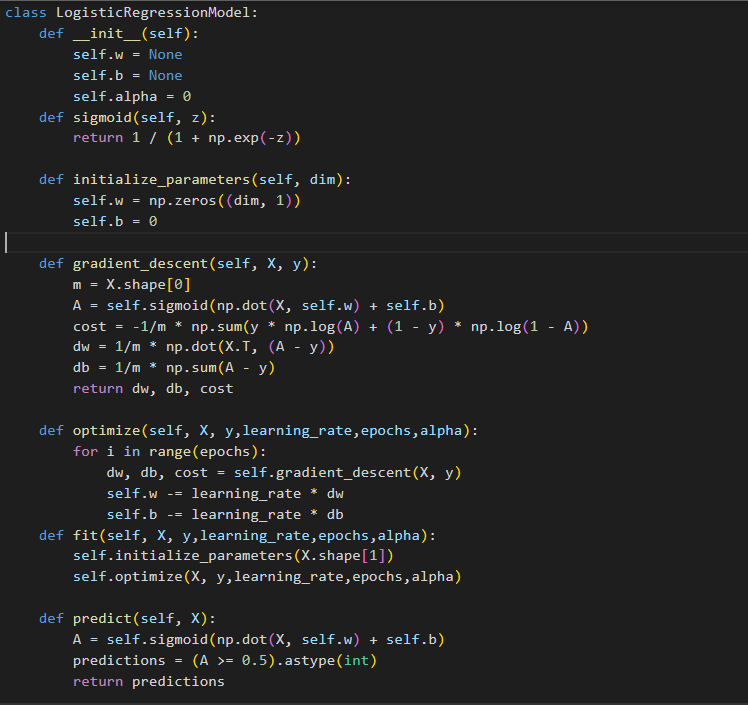 class LogisticRegressionModel:
    def __init__(self):
        self.w = None
        self.b = None
        self.alpha = 0
    def sigmoid(self, z):
        return 1 / (1 + np.exp(-z))

    def initialize_parameters(self, dim):
        self.w = np.zeros((dim, 1))
        self.b = 0

    def gradient_descent(self, X, y):
        m = X.shape[0]
        A = self.sigmoid(np.dot(X, self.w) + self.b)
        cost = -1/m * np.sum(y * np.log(A) + (1 - y) * np.log(1 - A))
        dw = 1/m * np.dot(X.T, (A - y))
        db = 1/m * np.sum(A - y)
        return dw, db, cost

    def optimize(self, X, y,learning_rate,epochs,alpha):
        for i in range(epochs):
            dw, db, cost = self.gradient_descent(X, y)
            self.w -= learning_rate * dw
            self.b -= learning_rate * db
    def fit(self, X, y,learning_rate,epochs,alpha):
        self.initialize_parameters(X.shape[1])
        self.optimize(X, y,learning_rate,epochs,alpha)

    def predict(self, X):
        A = self.sigmoid(np.dot(X, self.w) + self.b)
        predictions = (A >= 0.5).astype(int)
        return predictions